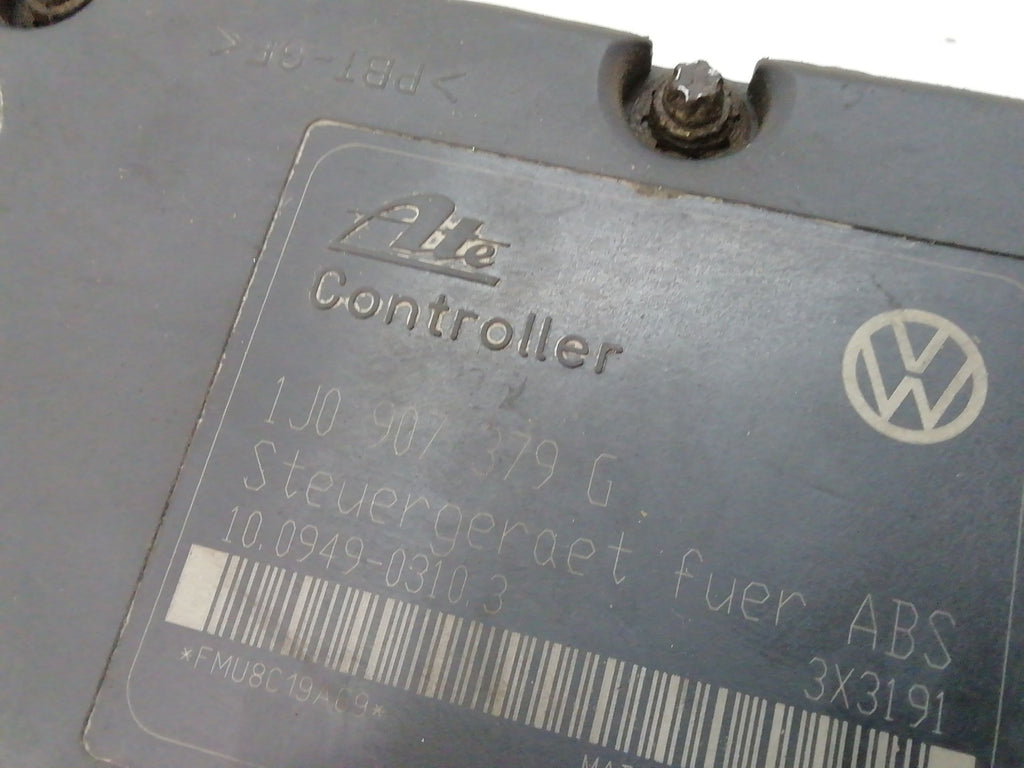 >PBT-GF<
Ate
Controller
1J0 907 379 G
Steuergeraet fuer ABS
10.0949-0310.3
3X3191
*FMU8C19AC9*